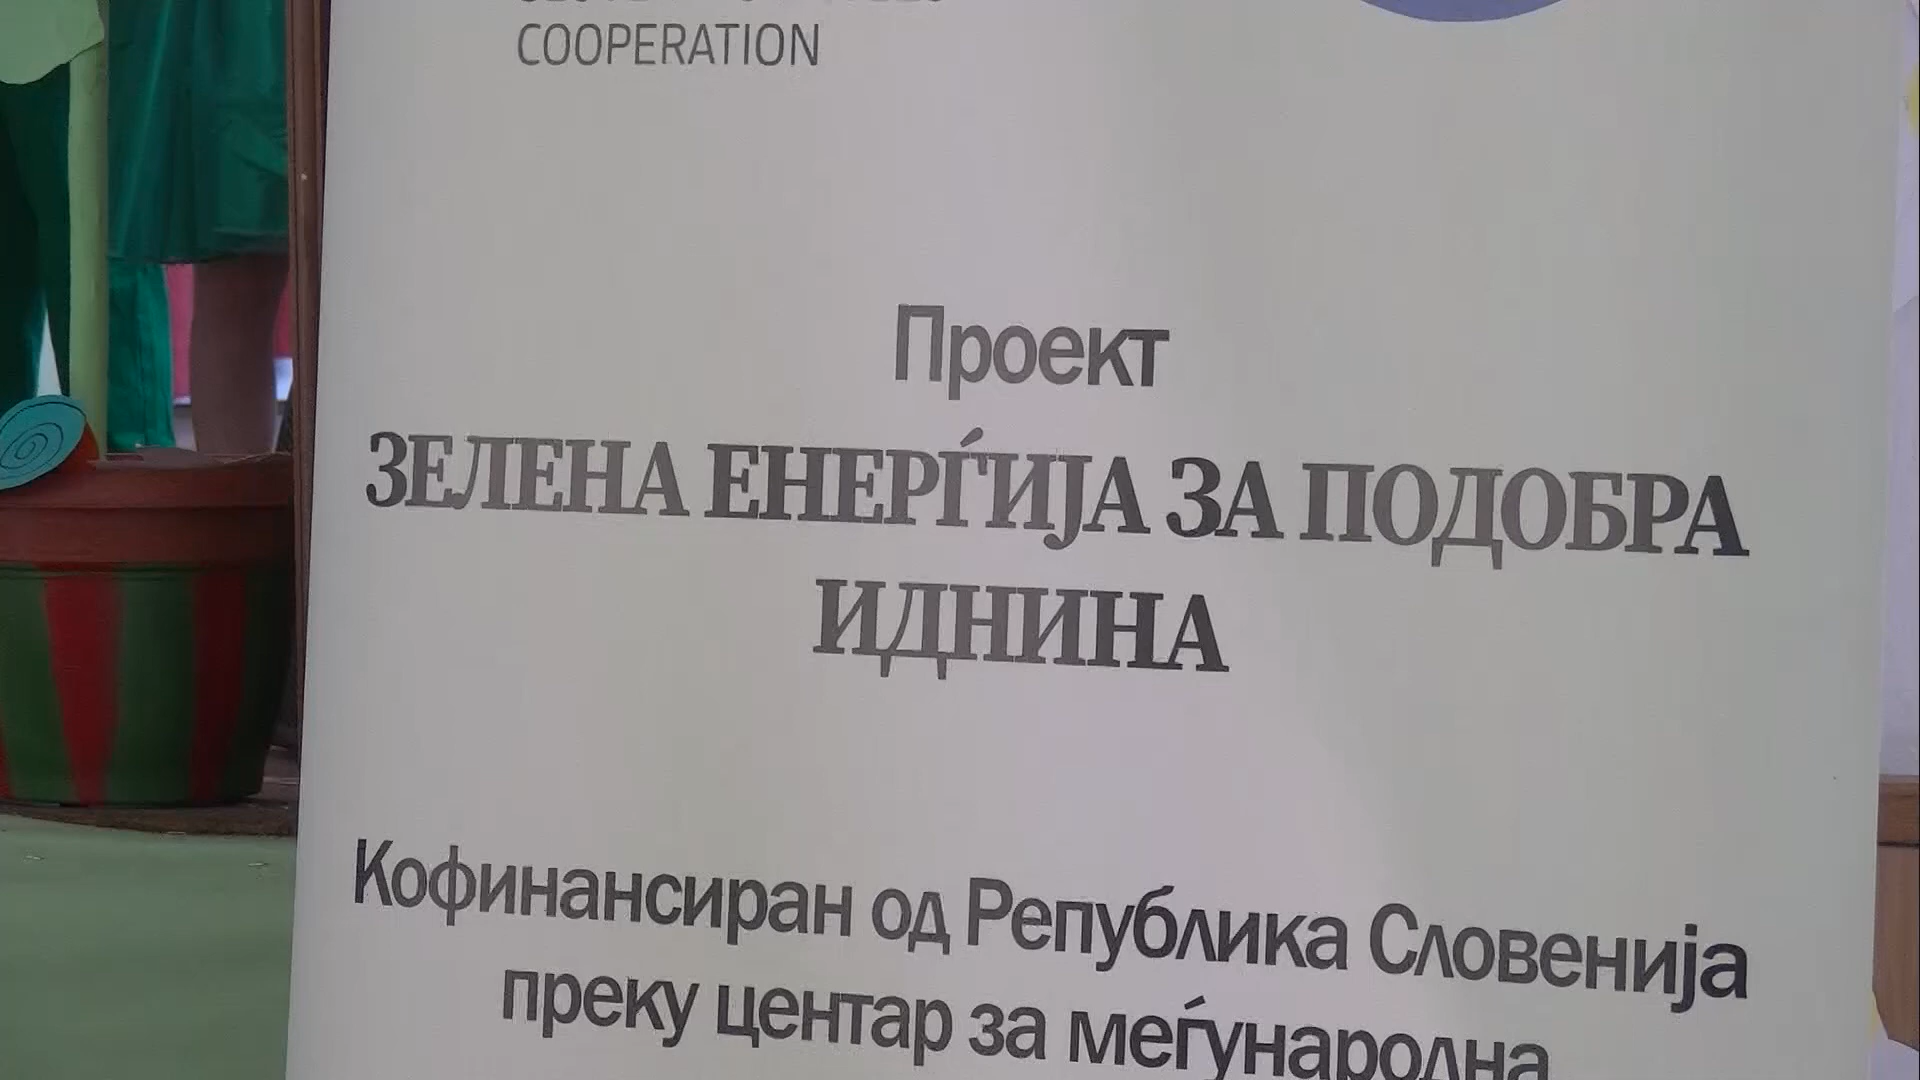 COOPERATION
Проект
ЗЕЛЕНА ЕНЕРЃИЈА ЗА ПОДОБРА
ИДНИНА
Кофинансиран од Република Словенија
преку центар за меѓународна